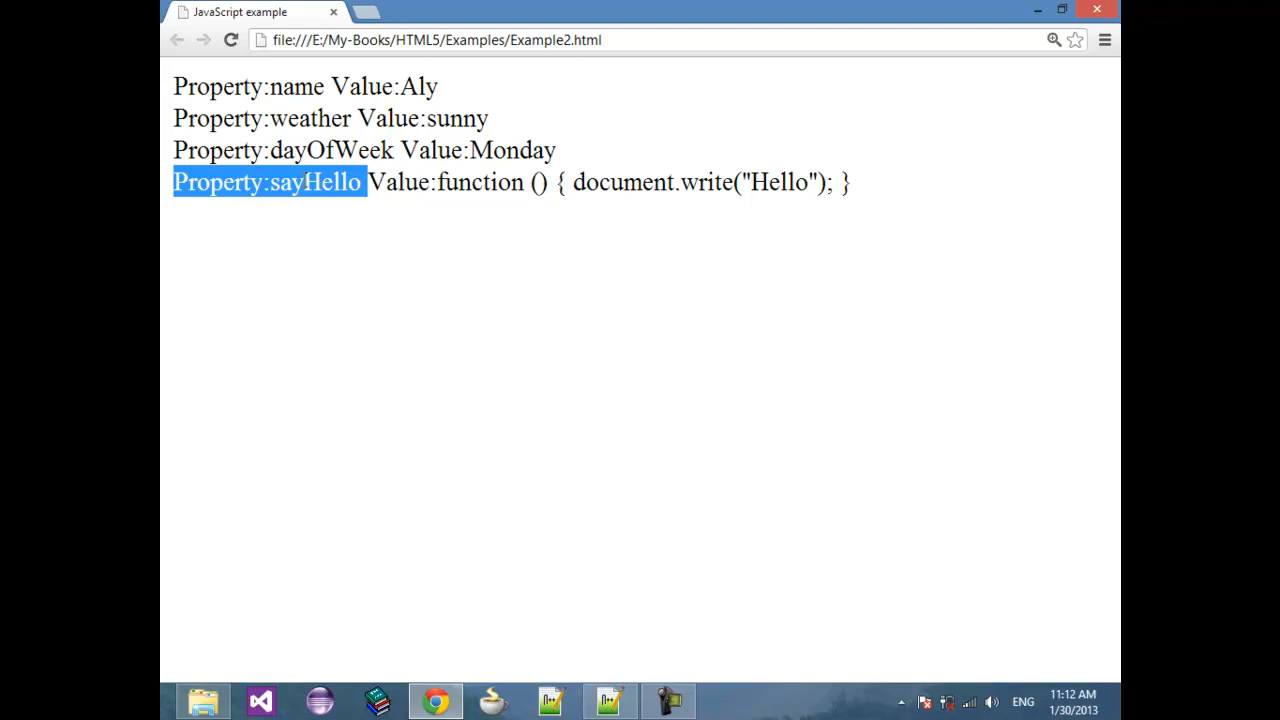 JavaScript example
file:///E:/My-Books/HTML5/Examples/Example2.html
Property:name Value:Aly
Property:weather Value:sunny
Property:dayOfWeek Value:Monday
Property:sayHello Value:function () { document.write("Hello"); }
ENG
11:12 AM
1/30/2013